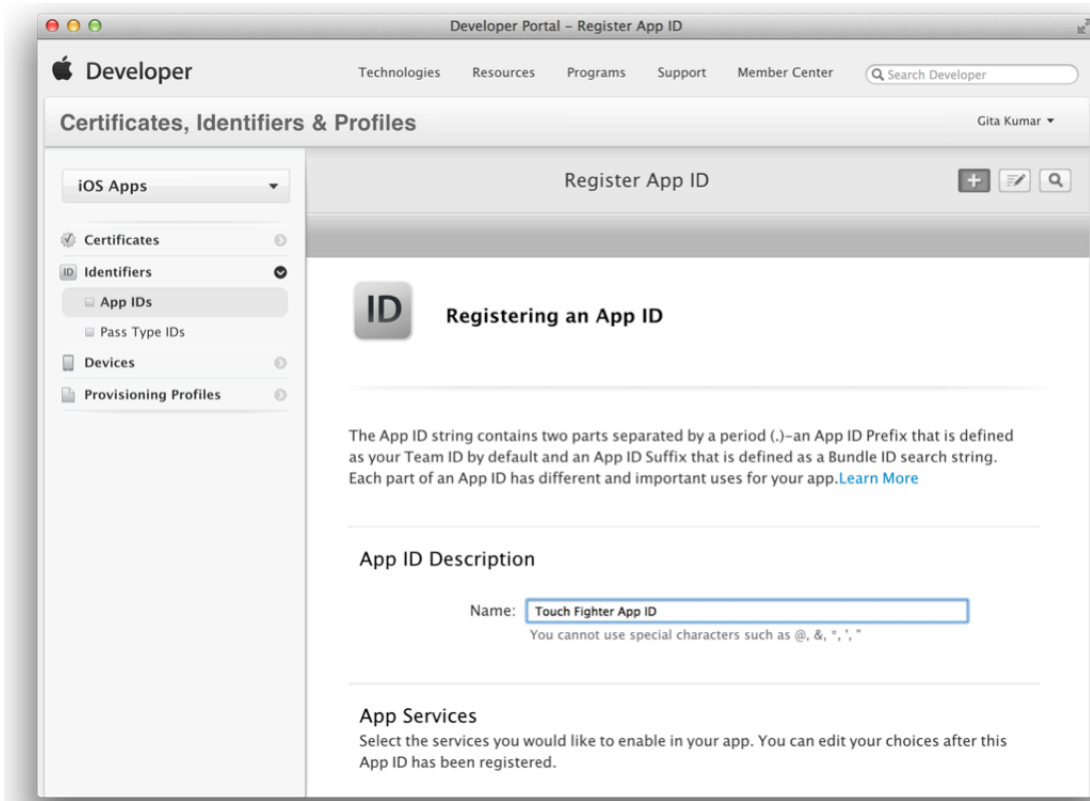 Developer Portal – Register App ID
Developer
Technologies Resources Programs Support Member Center Search Developer
Certificates, Identifiers & Profiles
Gita Kumar
iOS Apps
Register App ID
Certificates
ID Identifiers
App IDs
Pass Type IDs
Devices
Provisioning Profiles
ID
Registering an App ID
The App ID string contains two parts separated by a period (.)–an App ID Prefix that is defined
as your Team ID by default and an App ID Suffix that is defined as a Bundle ID search string.
Each part of an App ID has different and important uses for your app.Learn More
App ID Description
Name: Touch Fighter App ID
You cannot use special characters such as @, &, *, ', "
App Services
Select the services you would like to enable in your app. You can edit your choices after this
App ID has been registered.